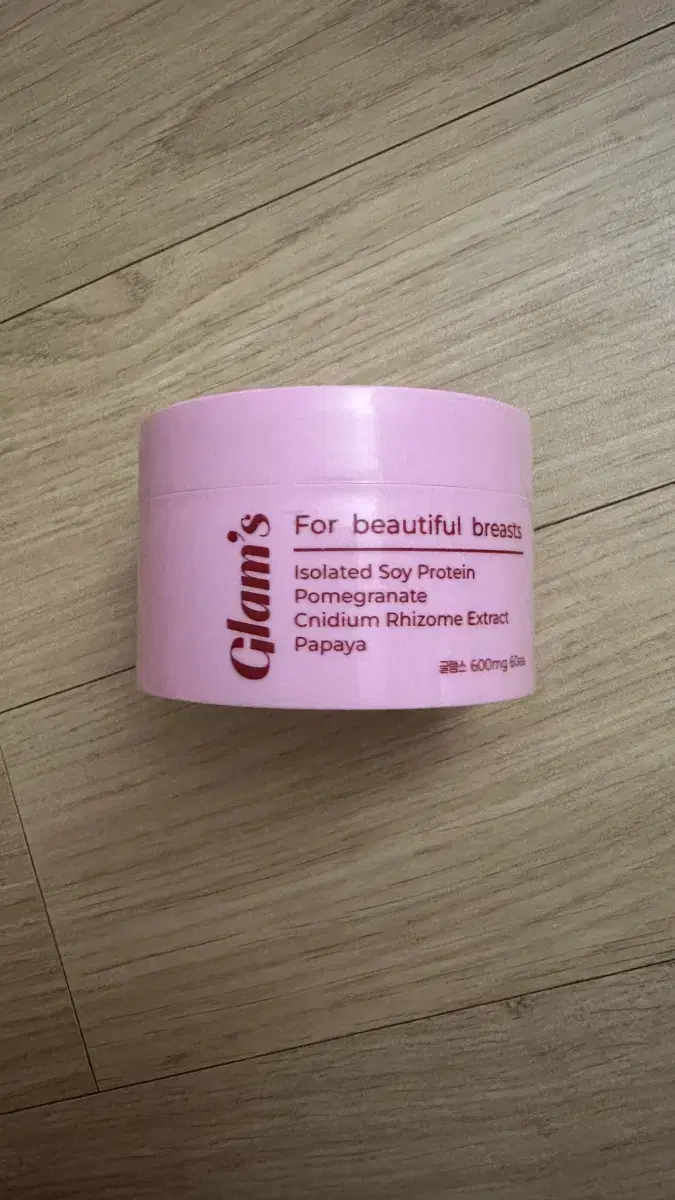 Glam's
For beautiful breasts
Isolated Soy Protein
Pomegranate
Cnidium Rhizome Extract
Papaya
글램스 600mg 60ea